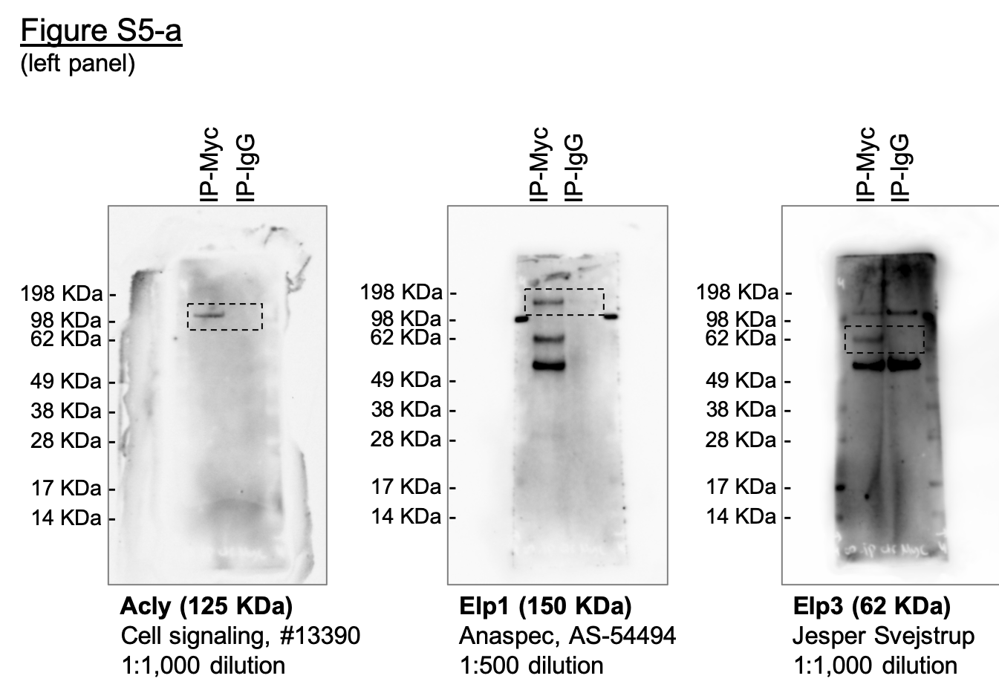 Figure S5-a
(left panel)
IP-Myc
IP-IgG
198 KDa -
98 KDa -
62 KDa -
49 KDa -
38 KDa -
28 KDa -
17 KDa -
14 KDa -
Acly (125 KDa)
Cell signaling, #13390
1:1,000 dilution
IP-Myc
IP-IgG
198 KDa -
98 KDa -
62 KDa -
49 KDa -
38 KDa -
28 KDa -
17 KDa -
14 KDa -
Elp1 (150 KDa)
Anaspec, AS-54494
1:500 dilution
IP-Myc
IP-IgG
198 KDa -
98 KDa -
62 KDa -
49 KDa -
38 KDa -
28 KDa -
17 KDa -
14 KDa -
Elp3 (62 KDa)
Jesper Svejstrup
1:1,000 dilution